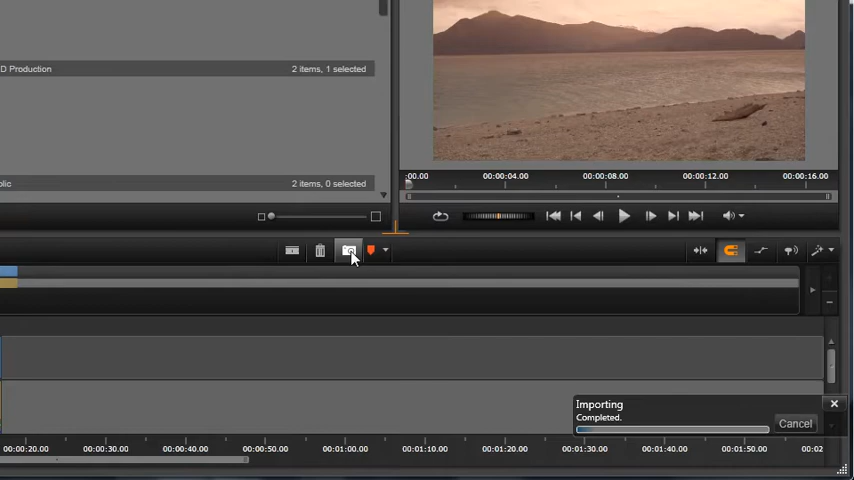 D Production
2 items, 1 selected
olic
2 items, 0 selected
:00.00 00:00:04.00 00:00:08.00 00:00:12.00 00:00:16.00
Importing
Completed.
Cancel
00:00:20.00 00:00:30.00 00:00:40.00 00:00:50.00 00:01:00.00 00:01:10.00 00:01:20.00 00:01:30.00 00:01:40.00 00:01:50.00 00:02